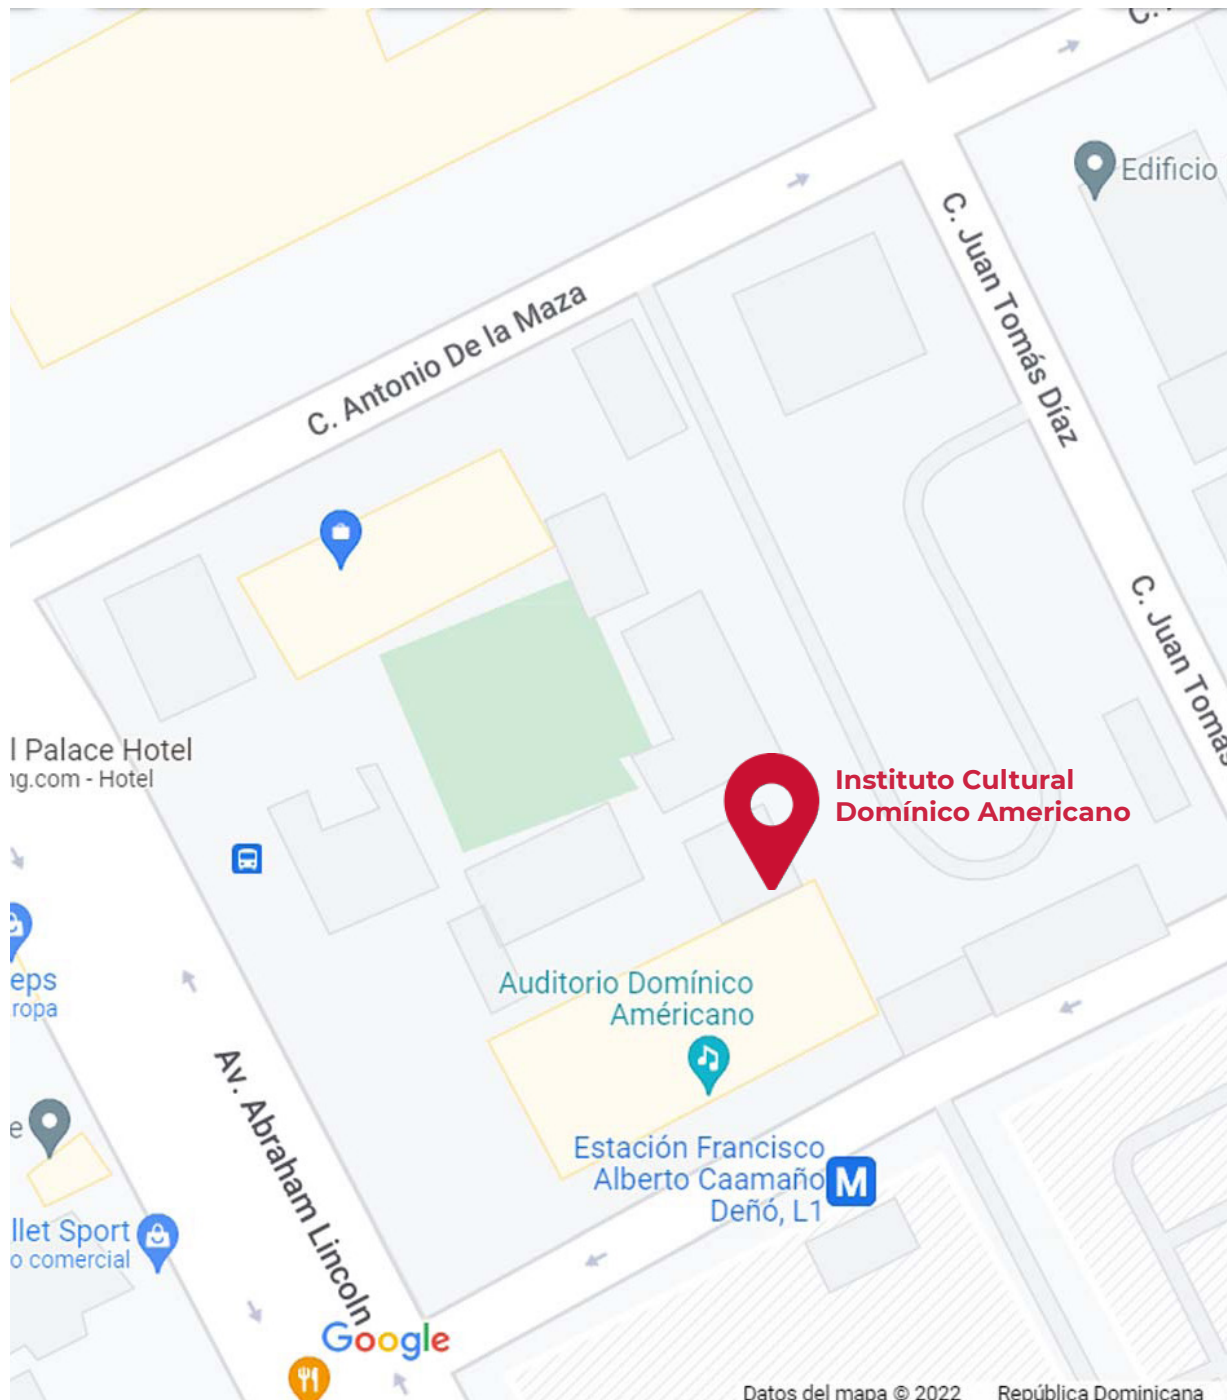 C.
Edificio
C. Juan Tomás Díaz
C. Antonio De la Maza
C. Juan Tomás
l Palace Hotel
ng.com - Hotel
Instituto Cultural
Domínico Americano
eps
ropa
Auditorio Domínico
Américano
Av. Abraham Lincoln
e
Estación Francisco
Alberto Caamaño
Deñó, L1
M
llet Sport
o comercial
Google
Datos del mapa © 2022 República Dominicana